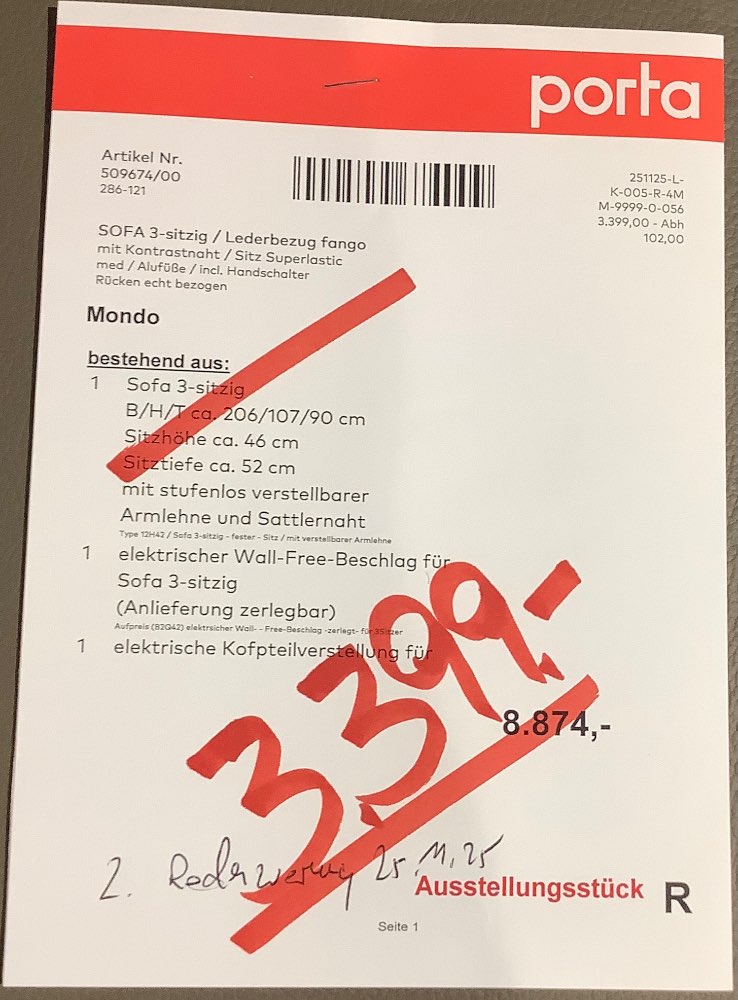 porta
Artikel Nr.
509674/00
286-121
251125-L-
K-005-R-4M
M-9999-0-056
3.399,00 - Abh
102,00
SOFA 3-sitzig / Lederbezug fango
mit Kontrastnaht / Sitz Superlastic
med / Alufüße / incl. Handschalter
Rücken echt bezogen
Mondo
bestehend aus:
1 Sofa 3-sitzig
B/H/T ca. 206/107/90 cm
Sitzhöhe ca. 46 cm
Sitztiefe ca. 52 cm
mit stufenlos verstellbarer
Armlehne und Sattlernaht
Type 12H42 / Sofa 3-sitzig - fester - Sitz / mit verstellbarer Armlehne
1 elektrischer Wall-Free-Beschlag für
Sofa 3-sitzig
(Anlieferung zerlegbar)
Aufpreis (B2Q42) elektrsicher Wall- - Free-Beschlag -zerlegt- für 3Sitzer
1 elektrische Kofpteilverstellung für
3.399,-
8.874,-
2. 25.11.25
Ausstellungsstück R
Seite 1